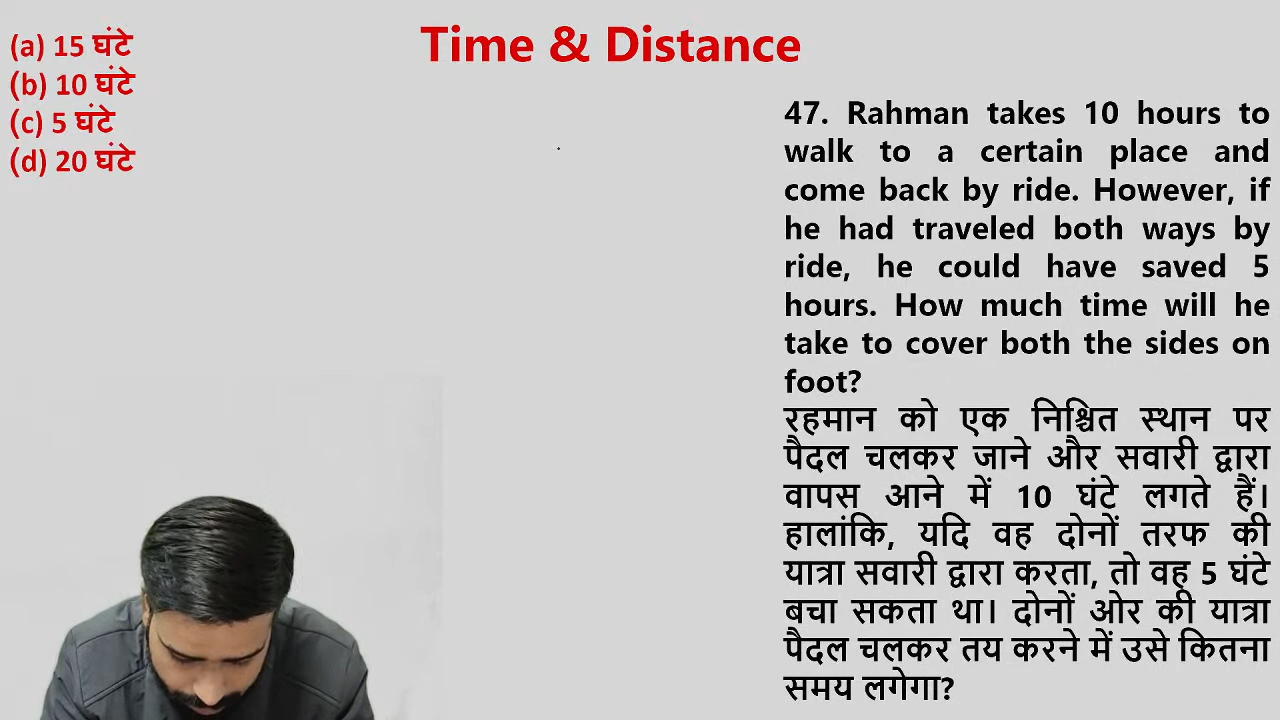 Time & Distance
(a) 15 घंटे
(b) 10 घंटे
(c) 5 घंटे
(d) 20 घंटे
47. Rahman takes 10 hours to
walk to a certain place and
come back by ride. However, if
he had traveled both ways by
ride, he could have saved 5
hours. How much time will he
take to cover both the sides on
foot?
रहमान को एक निश्चित स्थान पर
पैदल चलकर जाने और सवारी द्वारा
वापस आने में 10 घंटे लगते हैं।
हालांकि, यदि वह दोनों तरफ की
यात्रा सवारी द्वारा करता, तो वह 5 घंटे
बचा सकता था। दोनों ओर की यात्रा
पैदल चलकर तय करने में उसे कितना
समय लगेगा?